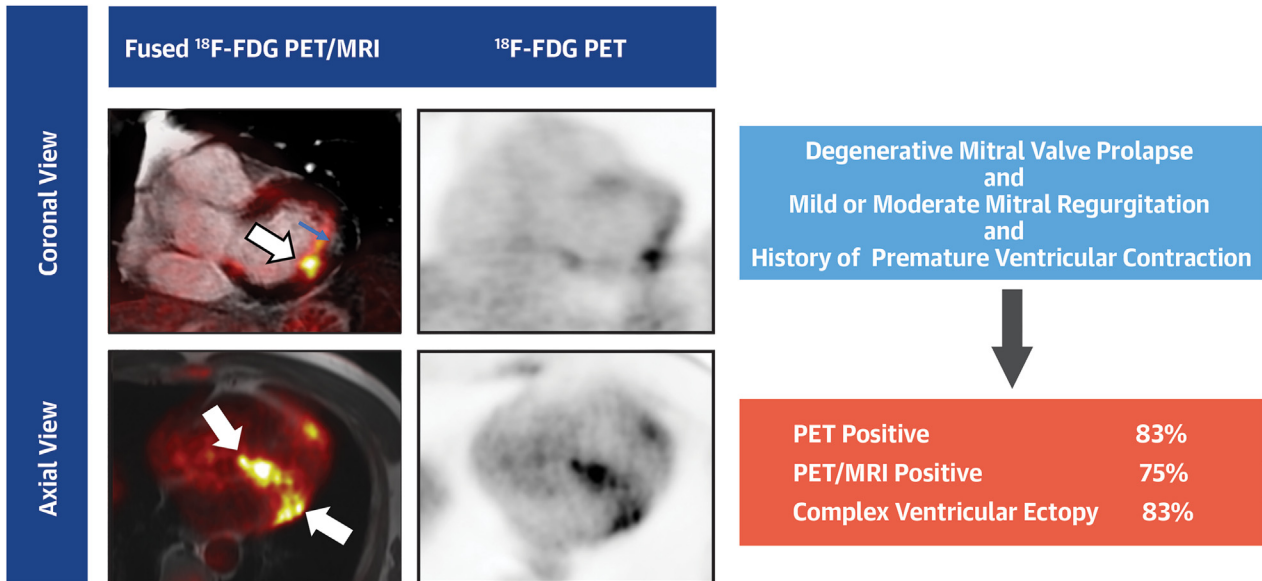 Fused ¹⁸F-FDG PET/MRI
¹⁸F-FDG PET
Coronal View
Axial View
Degenerative Mitral Valve Prolapse
and
Mild or Moderate Mitral Regurgitation
and
History of Premature Ventricular Contraction
PET Positive 83%
PET/MRI Positive 75%
Complex Ventricular Ectopy 83%